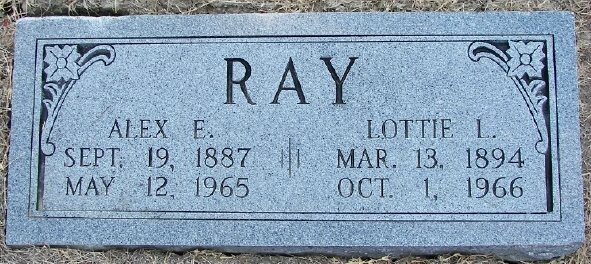 RAY
ALEX E.
SEPT. 19, 1887
MAY 12, 1965
LOTTIE L.
MAR. 13, 1894
OCT. 1, 1966